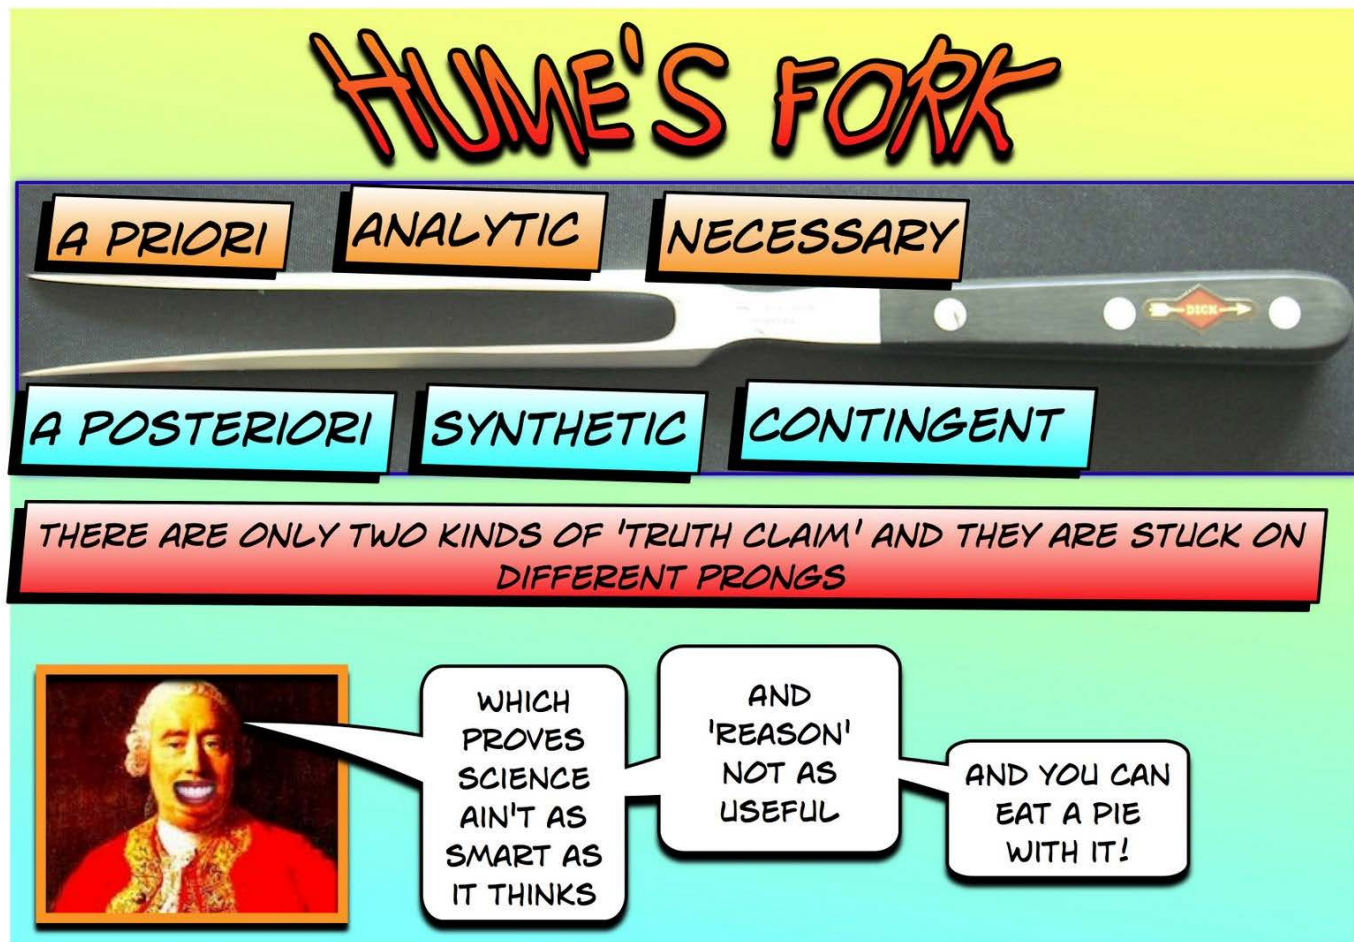 HUME'S FORK
A PRIORI
ANALYTIC
NECESSARY
DICK
A POSTERIORI
SYNTHETIC
CONTINGENT
THERE ARE ONLY TWO KINDS OF 'TRUTH CLAIM' AND THEY ARE STUCK ON
DIFFERENT PRONGS
WHICH
PROVES
SCIENCE
AIN'T AS
SMART AS
IT THINKS
AND
'REASON'
NOT AS
USEFUL
AND YOU CAN
EAT A PIE
WITH IT!